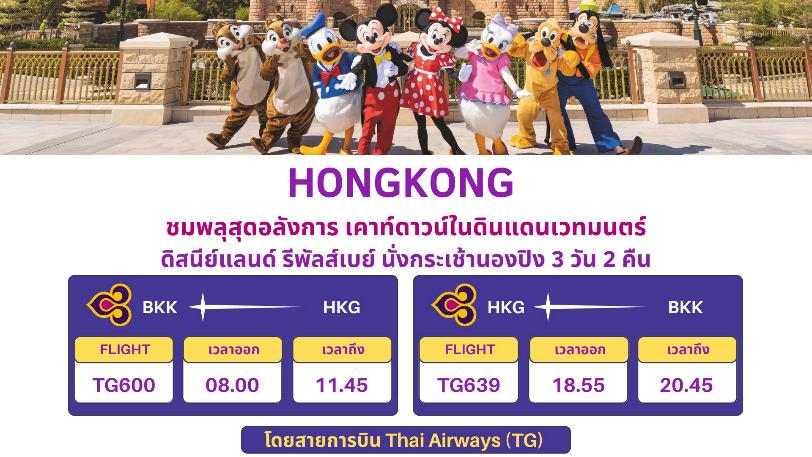 HONGKONG
ชมพลุสุดอลังการ เคาท์ดาวน์ในดินแดนเวทมนตร์
ดิสนีย์แลนด์ รีพัลส์เบย์ นั่งกระเช้านองปิง 3 วัน 2 คืน
BKK HKG
FLIGHT เวลาออก เวลาถึง
TG600 08.00 11.45
HKG BKK
FLIGHT เวลาออก เวลาถึง
TG639 18.55 20.45
โดยสายการบิน Thai Airways (TG)